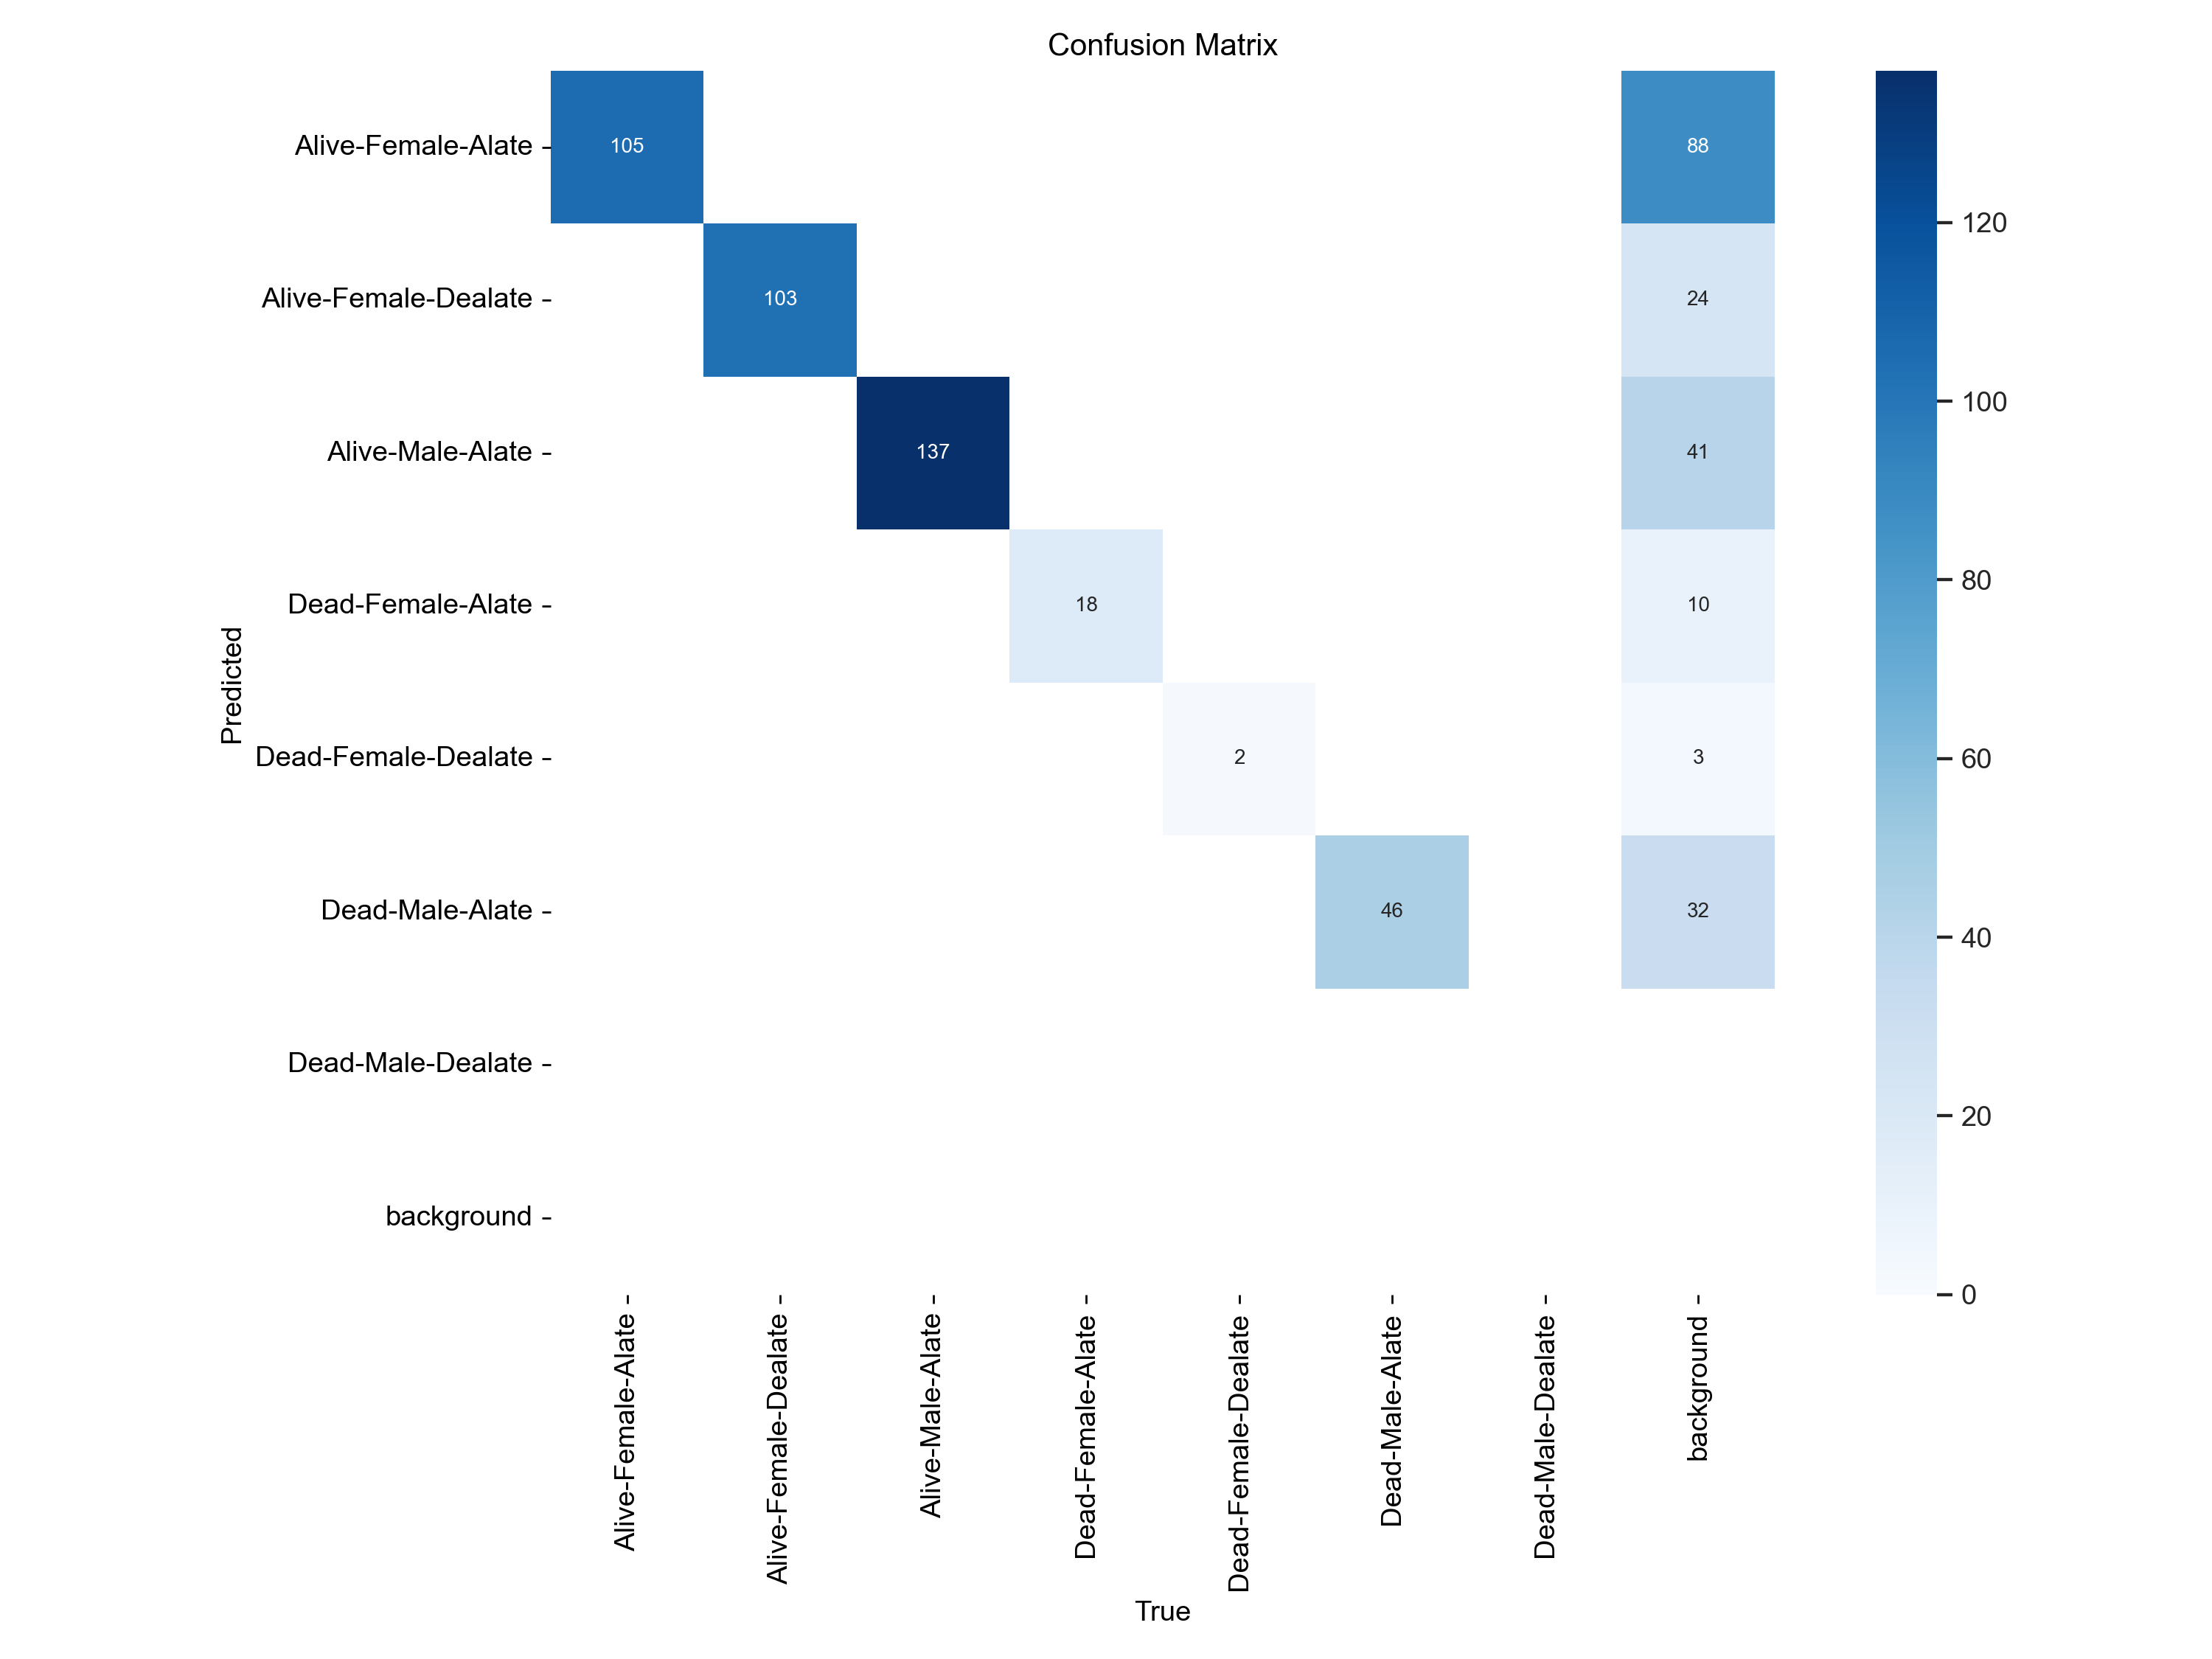 Confusion Matrix
Alive-Female-Alate
105
88
Alive-Female-Dealate
103
24
Alive-Male-Alate
137
41
Dead-Female-Alate
18
10
Dead-Female-Dealate
2
3
Dead-Male-Alate
46
32
Dead-Male-Dealate
background
Predicted
Alive-Female-Alate
Alive-Female-Dealate
Alive-Male-Alate
Dead-Female-Alate
Dead-Female-Dealate
Dead-Male-Alate
Dead-Male-Dealate
background
True
120
100
80
60
40
20
0